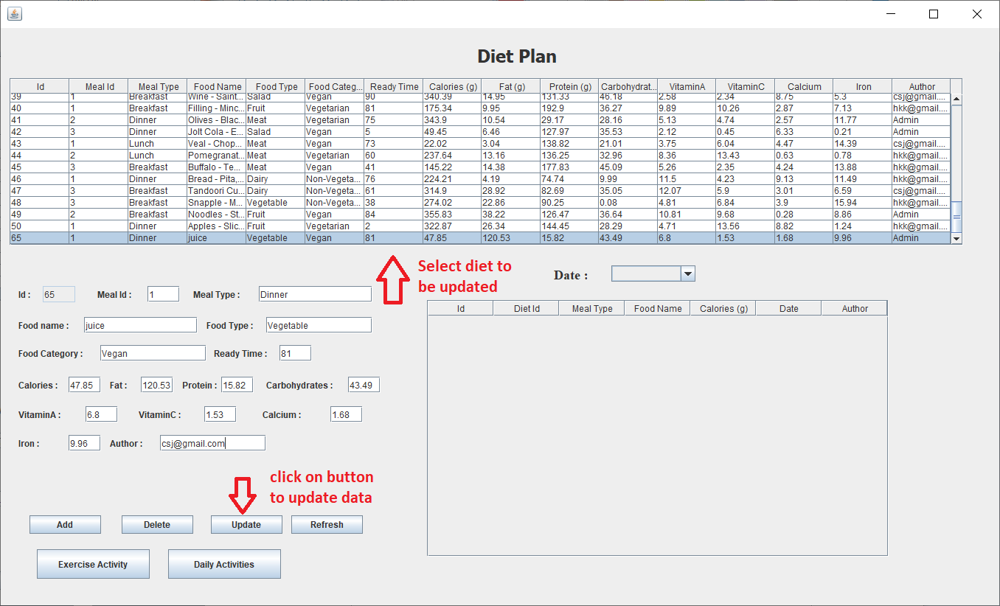 Diet Plan
Id Meal Id Meal Type Food Name Food Type Food Categ... Ready Time Calories (g) Fat (g) Protein (g) Carbohydrat... VitaminA VitaminC Calcium Iron Author
39 1 Breakfast Wine - Saint... Salad Vegan 90 340.39 14.95 131.33 46.18 2.58 2.34 8.75 5.3 csj@gmail....
40 1 Breakfast Filling - Minc... Fruit Vegetarian 81 175.34 9.95 192.9 36.27 9.89 10.26 2.87 7.13 hkk@gmail....
41 2 Dinner Olives - Blac... Meat Vegetarian 75 343.9 10.54 29.17 28.16 5.13 4.74 2.57 11.77 Admin
42 3 Dinner Jolt Cola - E... Salad Vegan 5 49.45 6.46 127.97 35.53 2.12 0.45 6.33 0.21 Admin
43 1 Lunch Veal - Chop... Meat Vegan 73 22.02 3.04 138.82 21.01 3.75 6.04 4.47 14.39 csj@gmail....
44 2 Lunch Pomegranat... Meat Vegetarian 60 237.64 13.16 136.25 32.96 8.36 13.43 0.63 0.78 hkk@gmail....
45 3 Breakfast Buffalo - Te... Meat Vegan 41 145.22 14.38 177.83 45.09 5.26 2.35 4.24 13.88 hkk@gmail....
46 1 Dinner Bread - Pita,... Dairy Non-Vegeta... 76 224.21 4.19 74.74 9.99 11.5 4.23 9.13 11.49 hkk@gmail....
47 3 Breakfast Tandoori Cu... Dairy Non-Vegeta... 61 314.9 28.92 82.69 35.05 12.07 5.9 3.01 6.59 csj@gmail....
48 3 Breakfast Snapple - M... Vegetable Non-Vegeta... 38 274.02 22.86 90.25 0.08 4.81 6.84 3.9 15.94 hkk@gmail....
49 2 Breakfast Noodles - St... Fruit Vegan 84 355.83 38.22 126.47 36.64 10.81 9.68 0.28 8.86 Admin
50 1 Dinner Apples - Slic... Fruit Vegetarian 2 322.87 26.34 144.45 28.29 4.71 13.56 8.82 1.24 hkk@gmail....
65 1 Dinner juice Vegetable Vegan 81 47.85 120.53 15.82 43.49 6.8 1.53 1.68 9.96 Admin
Select diet to
be updated
Date :
Id : 65 Meal Id : 1 Meal Type : Dinner
Food name : juice Food Type : Vegetable
Food Category : Vegan Ready Time : 81
Calories : 47.85 Fat : 120.53 Protein : 15.82 Carbohydrates : 43.49
VitaminA : 6.8 VitaminC : 1.53 Calcium : 1.68
Iron : 9.96 Author : csj@gmail.com
Id Diet Id Meal Type Food Name Calories (g) Date Author
click on button
to update data
Add Delete Update Refresh
Exercise Activity Daily Activities